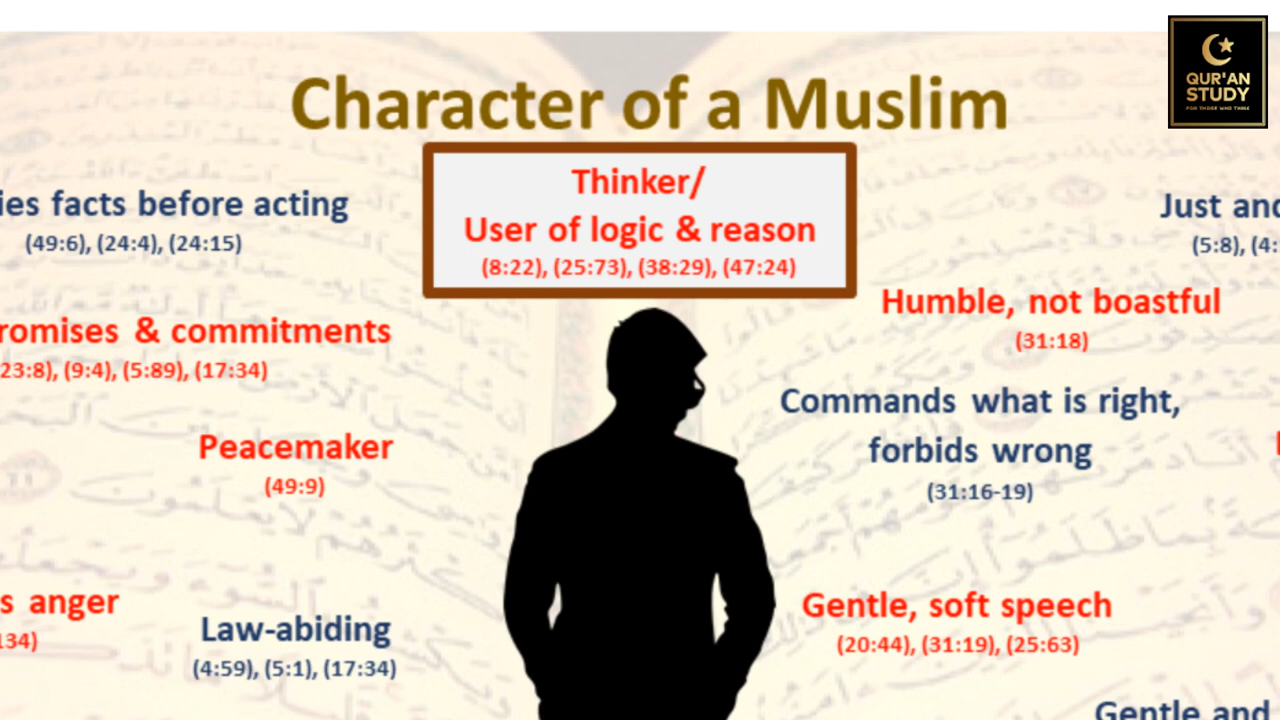 QUR'AN
STUDY
FOR THOSE WHO THINK
Character of a Muslim
Thinker/
User of logic & reason
(8:22), (25:73), (38:29), (47:24)
ies facts before acting
(49:6), (24:4), (24:15)
romises & commitments
23:8), (9:4), (5:89), (17:34)
Peacemaker
(49:9)
s anger
134)
Law-abiding
(4:59), (5:1), (17:34)
Just and
(5:8), (4:
Humble, not boastful
(31:18)
Commands what is right,
forbids wrong
(31:16-19)
Gentle, soft speech
(20:44), (31:19), (25:63)
Gentle and